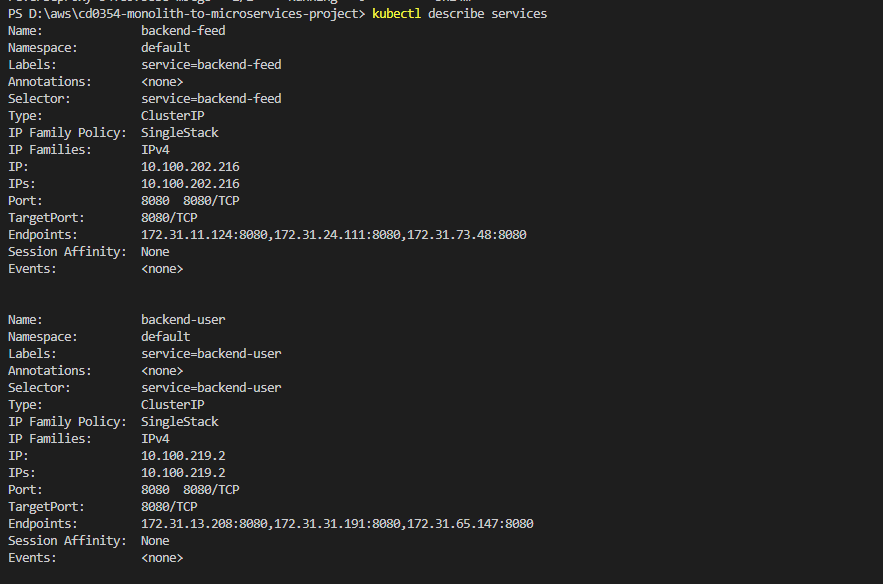 PS D:\aws\cd0354-monolith-to-microservices-project> kubectl describe services
Name:              backend-feed
Namespace:         default
Labels:            service=backend-feed
Annotations:       <none>
Selector:          service=backend-feed
Type:              ClusterIP
IP Family Policy:  SingleStack
IP Families:       IPv4
IP:                10.100.202.216
IPs:               10.100.202.216
Port:              8080  8080/TCP
TargetPort:        8080/TCP
Endpoints:         172.31.11.124:8080,172.31.24.111:8080,172.31.73.48:8080
Session Affinity:  None
Events:            <none>
Name:              backend-user
Namespace:         default
Labels:            service=backend-user
Annotations:       <none>
Selector:          service=backend-user
Type:              ClusterIP
IP Family Policy:  SingleStack
IP Families:       IPv4
IP:                10.100.219.2
IPs:               10.100.219.2
Port:              8080  8080/TCP
TargetPort:        8080/TCP
Endpoints:         172.31.13.208:8080,172.31.31.191:8080,172.31.65.147:8080
Session Affinity:  None
Events:            <none>